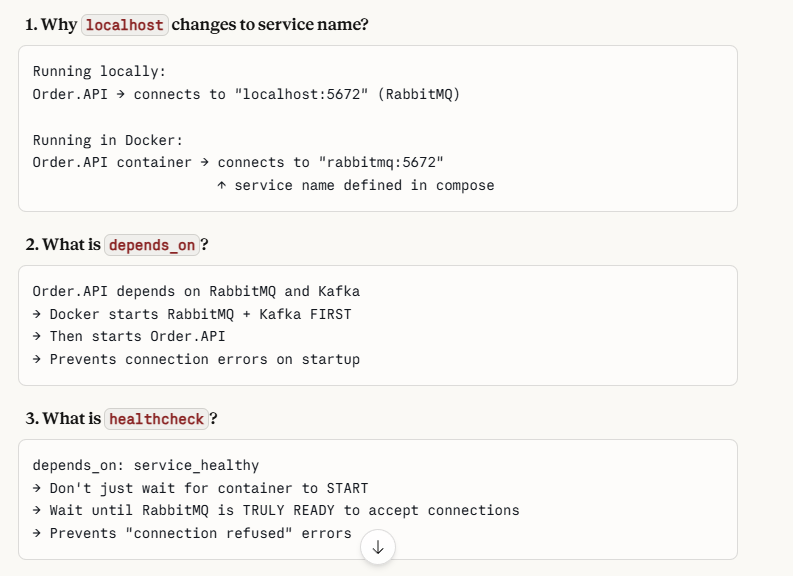 1. Why localhost changes to service name?
Running locally:
Order.API → connects to "localhost:5672" (RabbitMQ)
Running in Docker:
Order.API container → connects to "rabbitmq:5672"
↑ service name defined in compose
2. What is depends_on?
Order.API depends on RabbitMQ and Kafka
→ Docker starts RabbitMQ + Kafka FIRST
→ Then starts Order.API
→ Prevents connection errors on startup
3. What is healthcheck?
depends_on: service_healthy
→ Don't just wait for container to START
→ Wait until RabbitMQ is TRULY READY to accept connections
→ Prevents "connection refused" errors